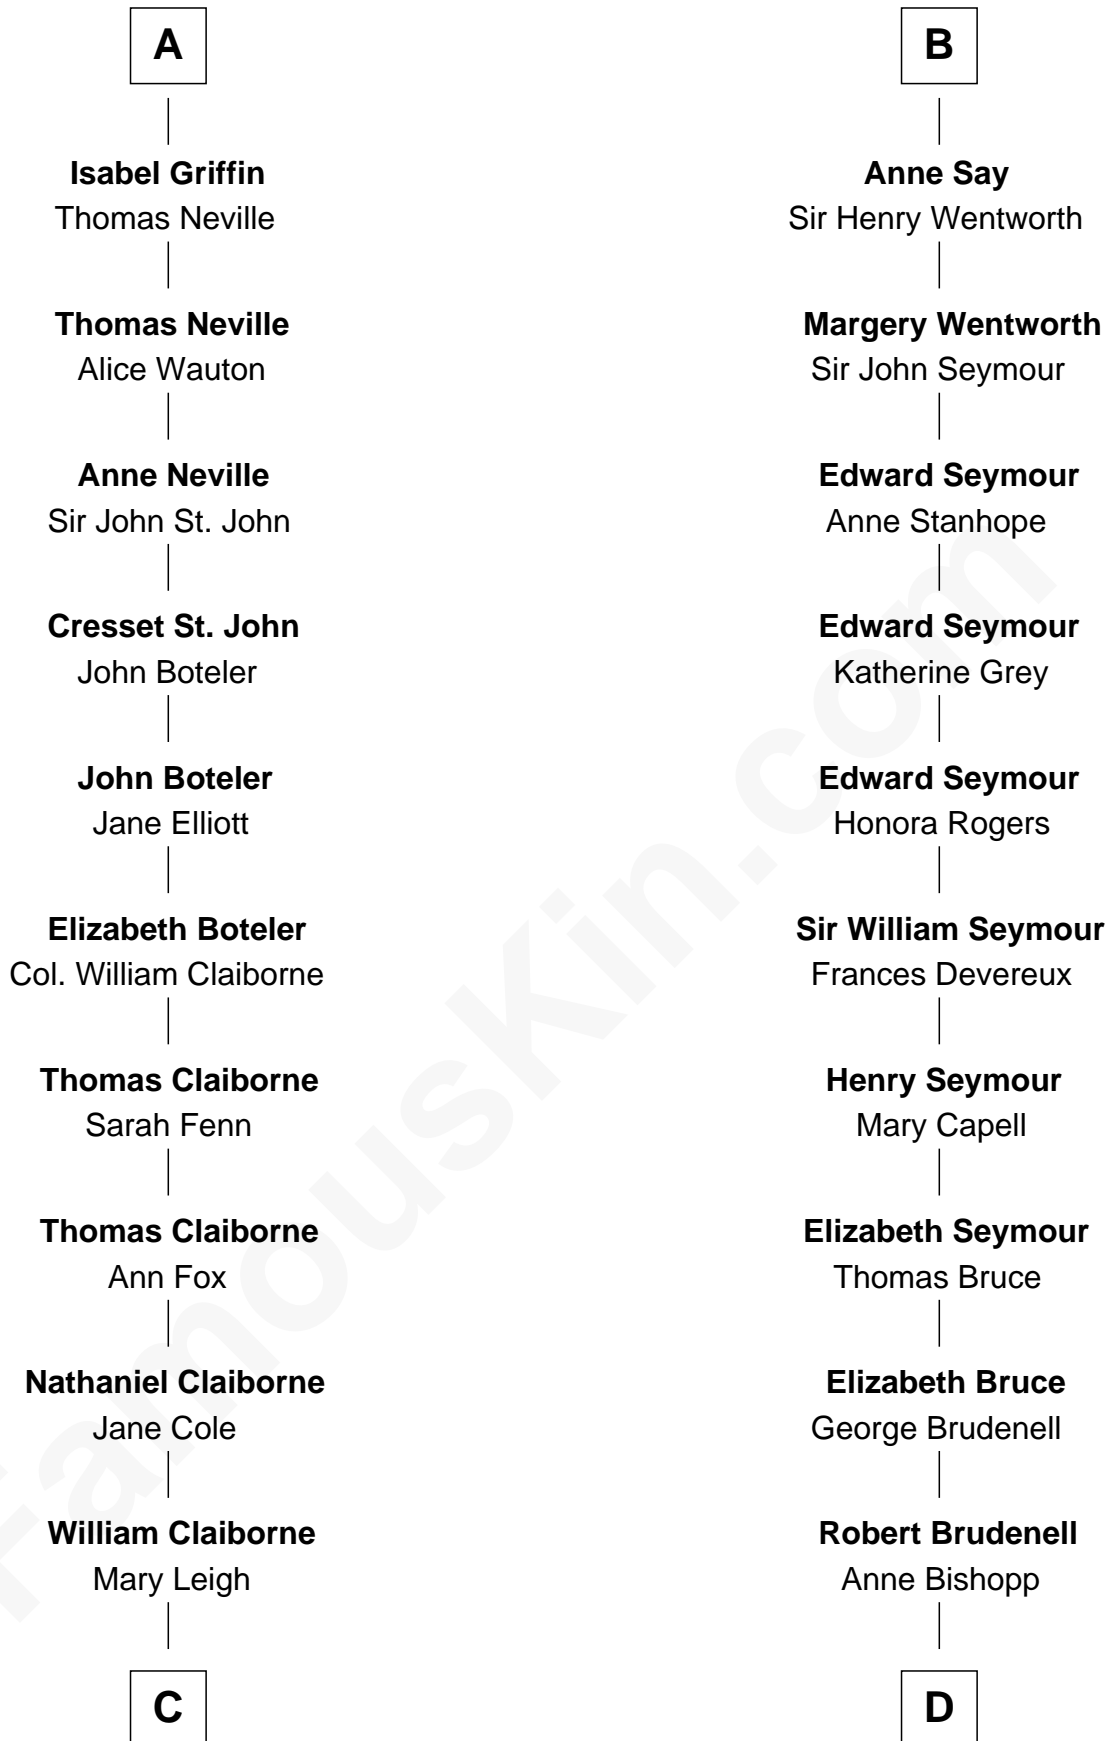 A
Isabel Griffin
Thomas Neville
Thomas Neville
Alice Wauton
Anne Neville
Sir John St. John
Cresset St. John
John Boteler
John Boteler
Jane Elliott
Elizabeth Boteler
Col. William Claiborne
Thomas Claiborne
Sarah Fenn
Thomas Claiborne
Ann Fox
Nathaniel Claiborne
Jane Cole
William Claiborne
Mary Leigh
C
B
Anne Say
Sir Henry Wentworth
Margery Wentworth
Sir John Seymour
Edward Seymour
Anne Stanhope
Edward Seymour
Katherine Grey
Edward Seymour
Honora Rogers
Sir William Seymour
Frances Devereux
Henry Seymour
Mary Capell
Elizabeth Seymour
Thomas Bruce
Elizabeth Bruce
George Brudenell
Robert Brudenell
Anne Bishopp
D
FamousKin.com